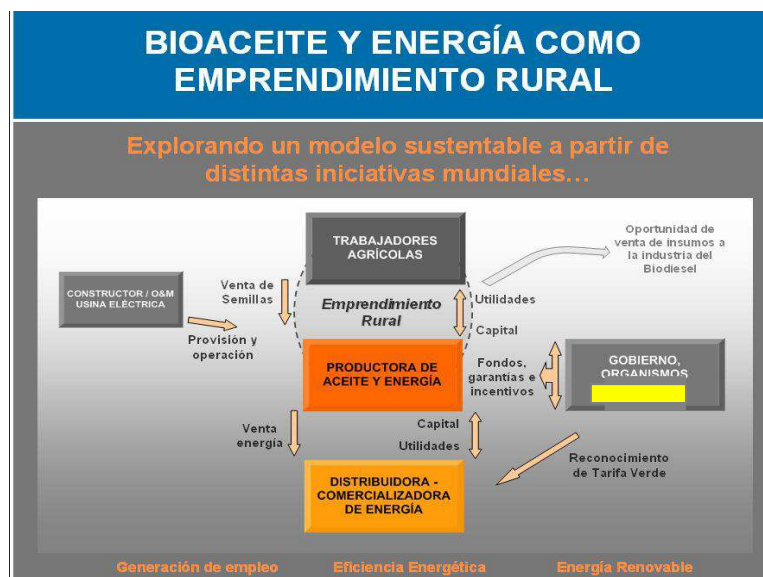 BIOACEITE Y ENERGÍA COMO
EMPRENDIMIENTO RURAL
Explorando un modelo sustentable a partir de
distintas iniciativas mundiales...
TRABAJADORES
AGRÍCOLAS
Oportunidad de
venta de insumos a
la industria del
Biodiesel
CONSTRUCTOR / O&M
USINA ELÉCTRICA
Venta de
Semillas
Emprendimiento
Rural
Utilidades
Capital
Provisión y
operación
PRODUCTORA DE
ACEITE Y ENERGÍA
Fondos,
garantías e
incentivos
GOBIERNO,
ORGANISMOS
Venta
energía
Capital
Utilidades
Reconocimiento
de Tarifa Verde
DISTRIBUIDORA -
COMERCIALIZADORA
DE ENERGÍA
Generación de empleo
Eficiencia Energética
Energía Renovable